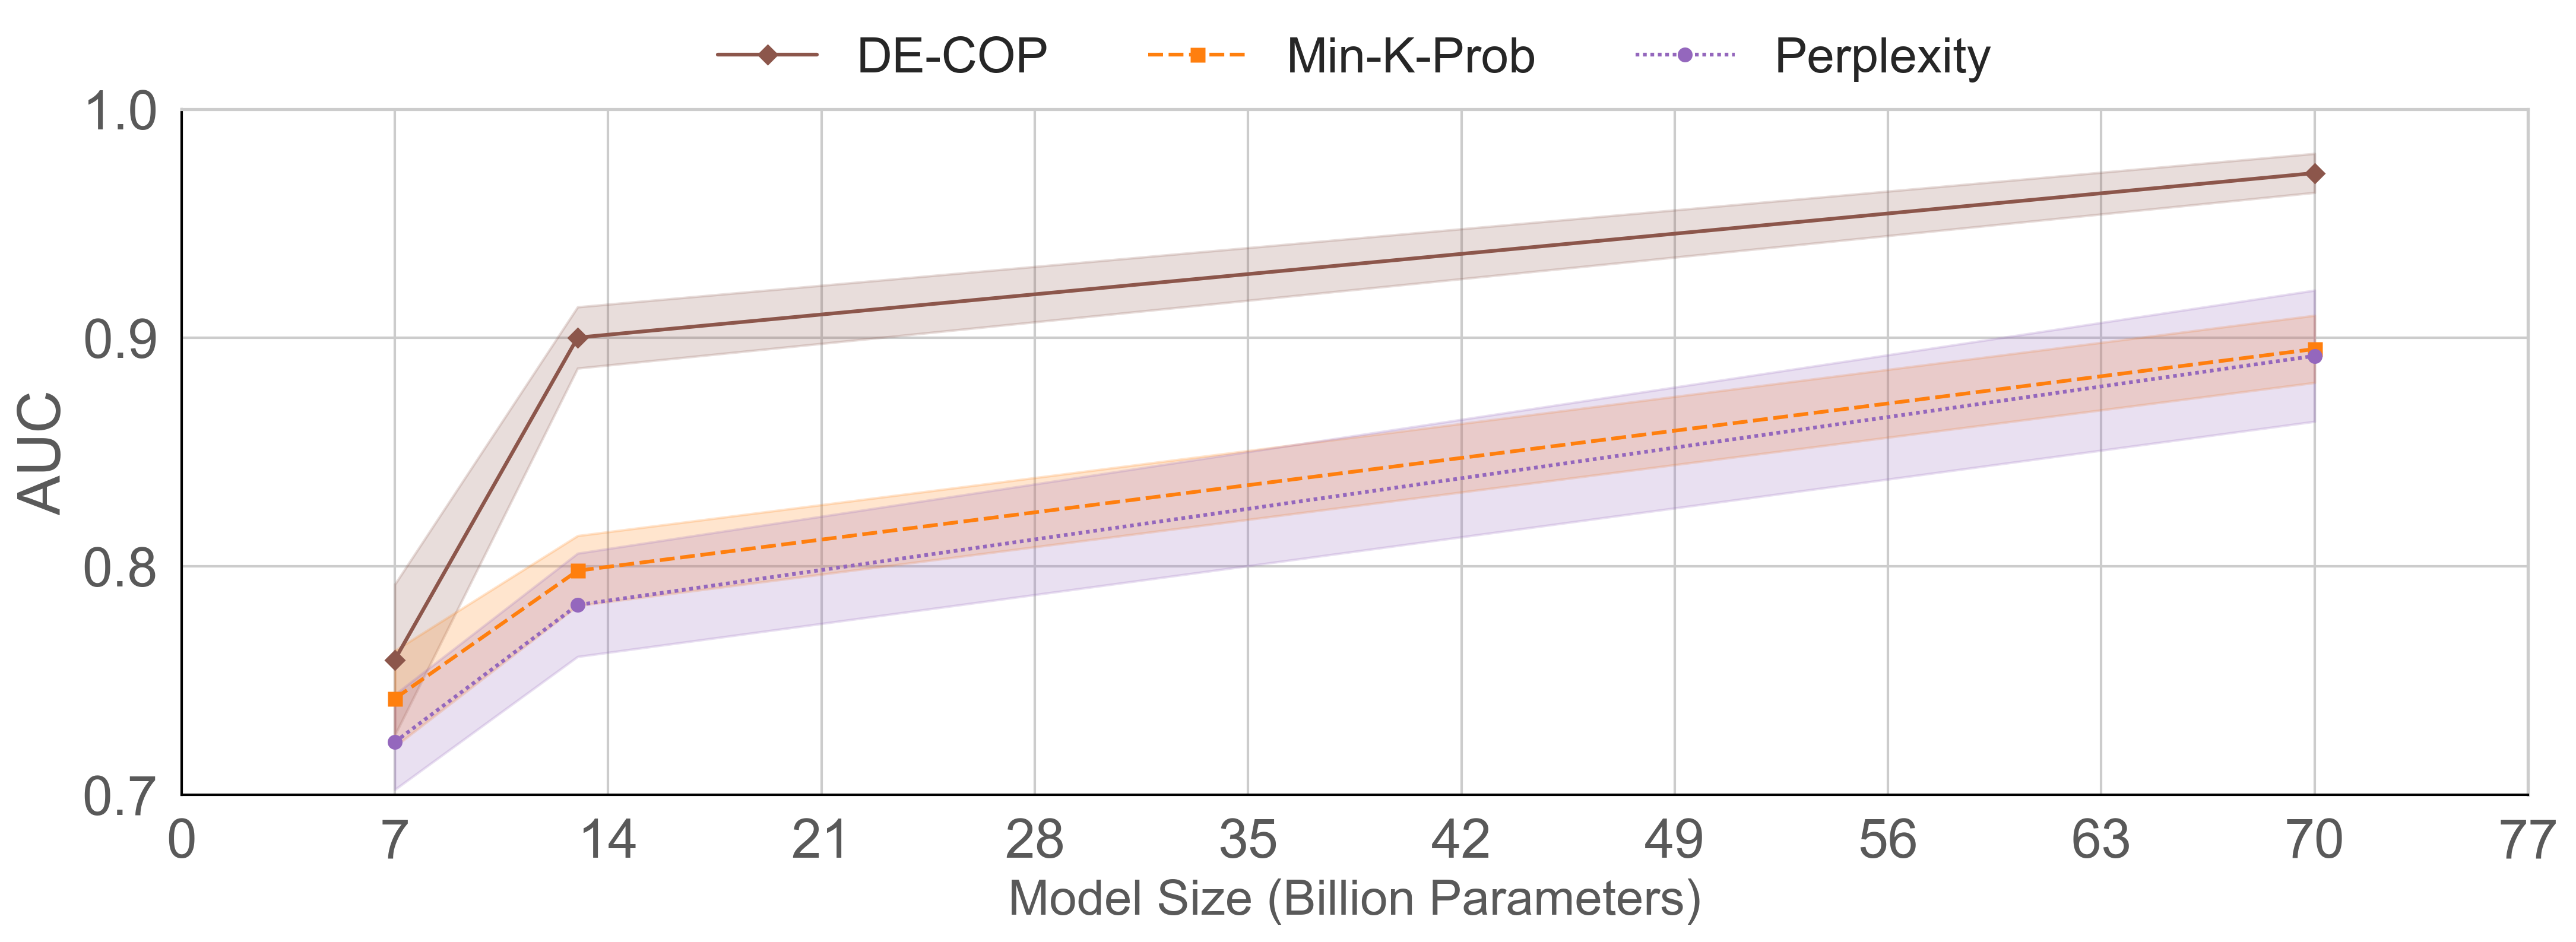 DE-COP Min-K-Prob Perplexity
1.0
0.9
0.8
0.7
AUC
0 7 14 21 28 35 42 49 56 63 70 77
Model Size (Billion Parameters)